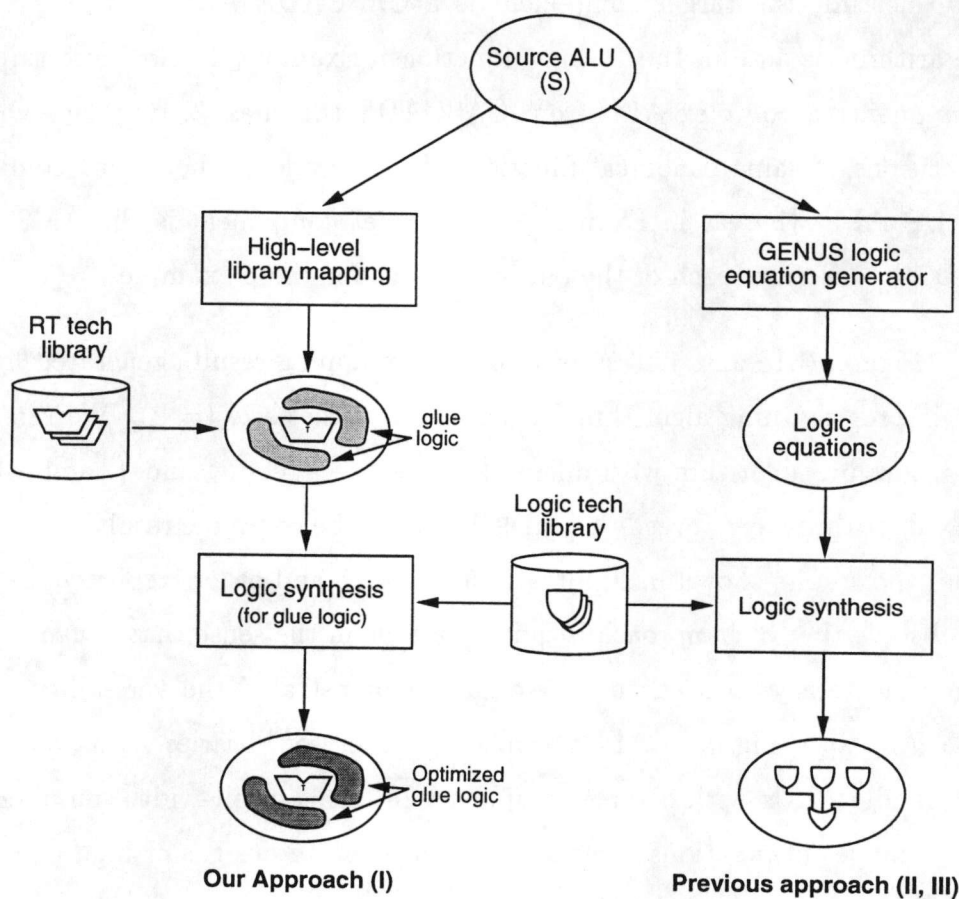 Source ALU
(S)
High–level
library mapping
GENUS logic
equation generator
RT tech
library
glue
logic
Logic
equations
Logic tech
library
Logic synthesis
(for glue logic)
Logic synthesis
Optimized
glue logic
Our Approach (I)
Previous approach (II, III)